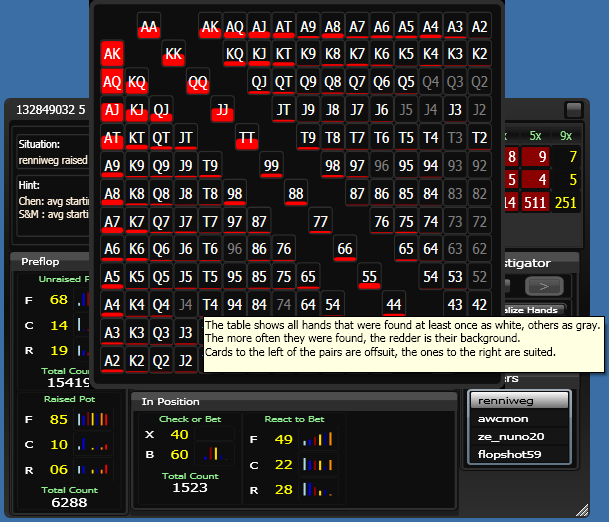 AA AK AQ AJ AT A9 A8 A7 A6 A5 A4 A3 A2
AK KK KQ KJ KT K9 K8 K7 K6 K5 K4 K3 K2
AQ KQ QQ QJ QT Q9 Q8 Q7 Q6 Q5 Q4 Q3 Q2
AJ KJ QJ JJ JT J9 J8 J7 J6 J5 J4 J3 J2
AT KT QT JT TT T9 T8 T7 T6 T5 T4 T3 T2
A9 K9 Q9 J9 T9 99 98 97 96 95 94 93 92
A8 K8 Q8 J8 T8 98 88 87 86 85 84 83 82
A7 K7 Q7 J7 T7 97 87 77 76 75 74 73 72
A6 K6 Q6 J6 T6 96 86 76 66 65 64 63 62
A5 K5 Q5 J5 T5 95 85 75 65 55 54 53 52
A4 K4 Q4 J4 T4 94 84 74 64 54 44 43 42
A3 K3 Q3 J3
A2 K2 Q2 J2
The table shows all hands that were found at least once as white, others as gray.
The more often they were found, the redder is their background.
Cards to the left of the pairs are offsuit, the ones to the right are suited.
132849032 5
Situation:
renniweg raised
Hint:
Chen: avg startin
S&M : avg startin
5x 9x
8 9 7
5 4 5
14 511 251
Preflop
Unraised P
F 68
C 14
R 19
Total Count
15419
Raised Pot
F 85
C 10
R 06
Total Count
6288
In Position
Check or Bet
X 40
B 60
Total Count
1523
React to Bet
F 49
C 22
R 28
stigator
>
alize Hands
ers
renniweg
awcmon
ze_nuno20
flopshot59